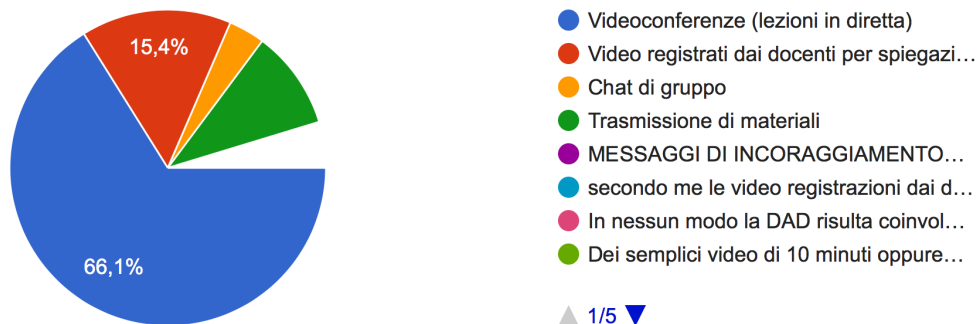 15,4%
66,1%
Videoconferenze (lezioni in diretta)
Video registrati dai docenti per spiegazi…
Chat di gruppo
Trasmissione di materiali
MESSAGGI DI INCORAGGIAMENTO…
secondo me le video registrazioni dai d…
In nessun modo la DAD risulta coinvol…
Dei semplici video di 10 minuti oppure…
1/5